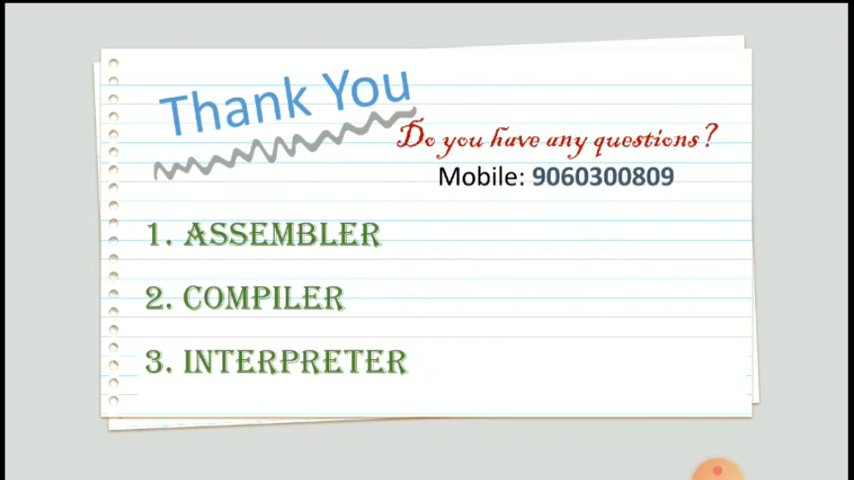 Thank You
Do you have any questions?
Mobile: 9060300809
1. ASSEMBLER
2. COMPILER
3. INTERPRETER